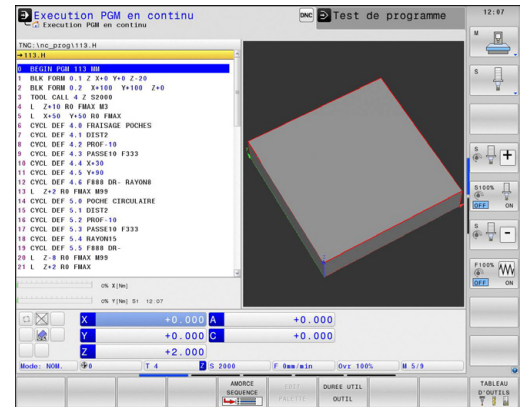 Execution PGM en continu
Execution PGM en continu
DNC
Test de programme
12:07
TNC:\nc_prog\113.H
→113.H
0 BEGIN PGM 113 MM
1 BLK FORM 0.1 Z X+0 Y+0 Z-20
2 BLK FORM 0.2 X+100 Y+100 Z+0
3 TOOL CALL 4 Z S2000
4 L Z+10 R0 FMAX M3
5 L X+50 Y+50 R0 FMAX
6 CYCL DEF 4.0 FRAISAGE POCHES
7 CYCL DEF 4.1 DIST2
8 CYCL DEF 4.2 PROF-10
9 CYCL DEF 4.3 PASSE10 F333
10 CYCL DEF 4.4 X+30
11 CYCL DEF 4.5 Y+90
12 CYCL DEF 4.6 F888 DR- RAYON8
13 L Z+2 R0 FMAX M99
14 CYCL DEF 5.0 POCHE CIRCULAIRE
15 CYCL DEF 5.1 DIST2
16 CYCL DEF 5.2 PROF-10
17 CYCL DEF 5.3 PASSE10 F333
18 CYCL DEF 5.4 RAYON15
19 CYCL DEF 5.5 F888 DR-
20 L Z-8 R0 FMAX M99
21 L Z+2 R0 FMAX
0% X[Nm]
0% Y[Nm] S1 12:07
X +0.000 A +0.000
Y +0.000 C +0.000
Z +2.000
Mode: NOM. 0 T 4 Z S 2000 F 0mm/min Ovr 100% M 5/9
M
S
S
S100%
OFF ON
S
F100%
OFF ON
AMORCE SEQUENCE
EDIT PALETTE
DUREE UTIL OUTIL
TABLEAU D'OUTILS